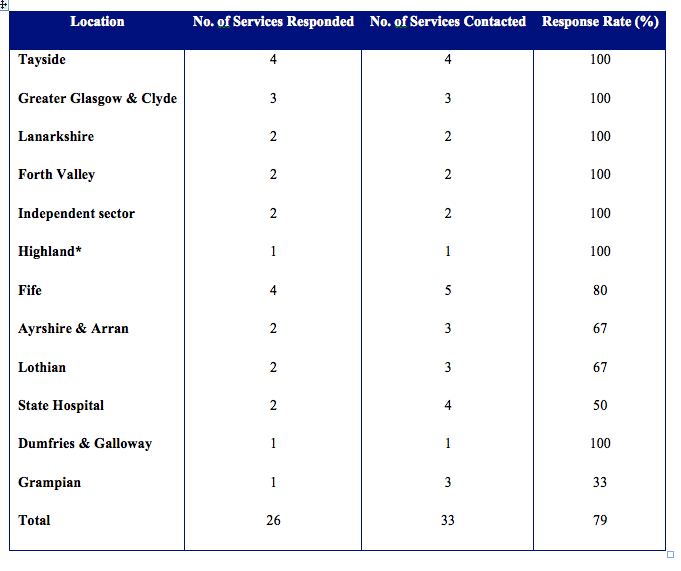 Location No. of Services Responded No. of Services Contacted Response Rate (%)
Tayside 4 4 100
Greater Glasgow & Clyde 3 3 100
Lanarkshire 2 2 100
Forth Valley 2 2 100
Independent sector 2 2 100
Highland* 1 1 100
Fife 4 5 80
Ayrshire & Arran 2 3 67
Lothian 2 3 67
State Hospital 2 4 50
Dumfries & Galloway 1 1 100
Grampian 1 3 33
Total 26 33 79